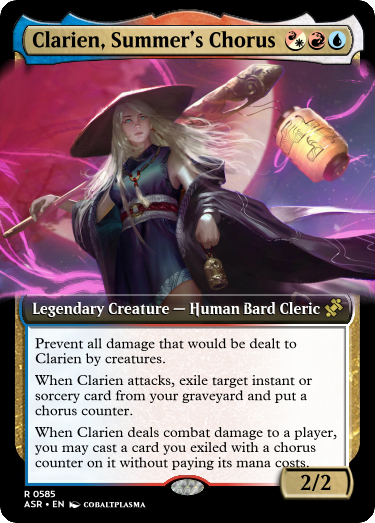 Clarien, Summer's Chorus
Legendary Creature — Human Bard Cleric
Prevent all damage that would be dealt to
Clarien by creatures.
When Clarien attacks, exile target instant or
sorcery card from your graveyard and put a
chorus counter.
When Clarien deals combat damage to a player,
you may cast a card you exiled with a chorus
counter on it without paying its mana costs.
2/2
R 0585
ASR • EN COBALTPLASMA